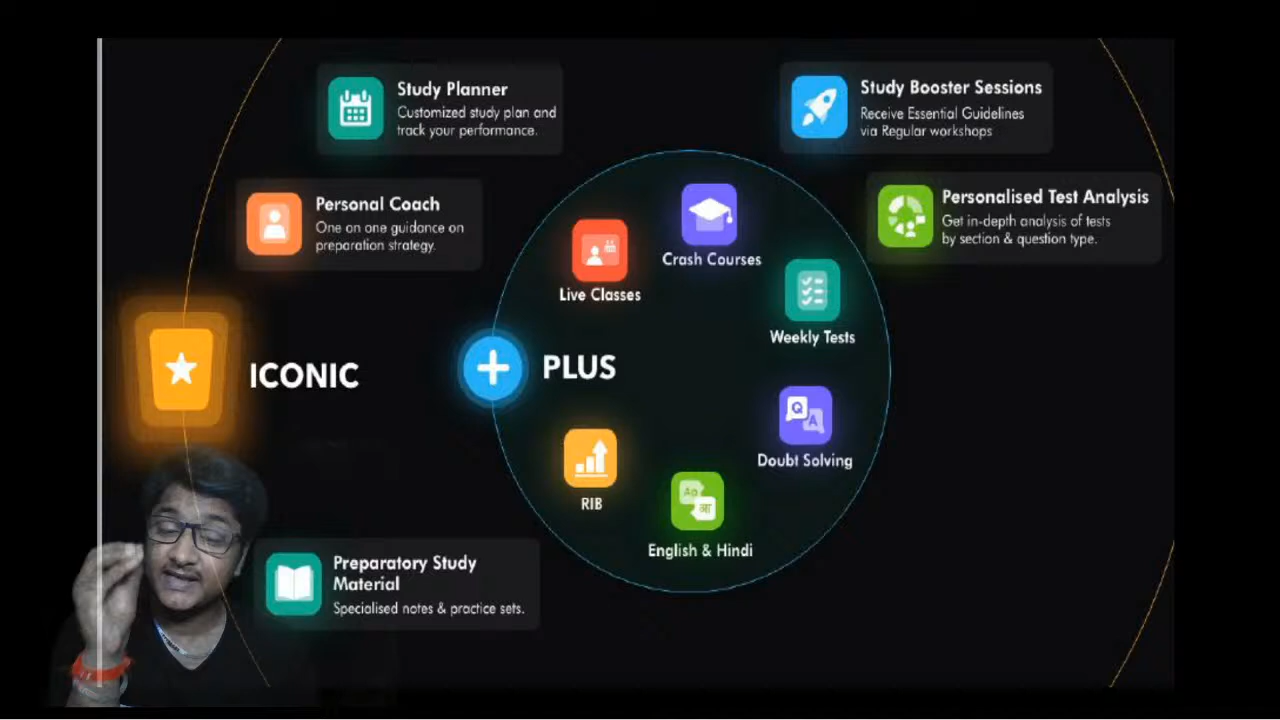 Study Planner
Customized study plan and
track your performance.
Study Booster Sessions
Receive Essential Guidelines
via Regular workshops
Personal Coach
One on one guidance on
preparation strategy.
Personalised Test Analysis
Get in-depth analysis of tests
by section & question type.
Crash Courses
Live Classes
Weekly Tests
ICONIC
PLUS
Q
A
Doubt Solving
RIB
Aa
आ
English & Hindi
Preparatory Study
Material
Specialised notes & practice sets.